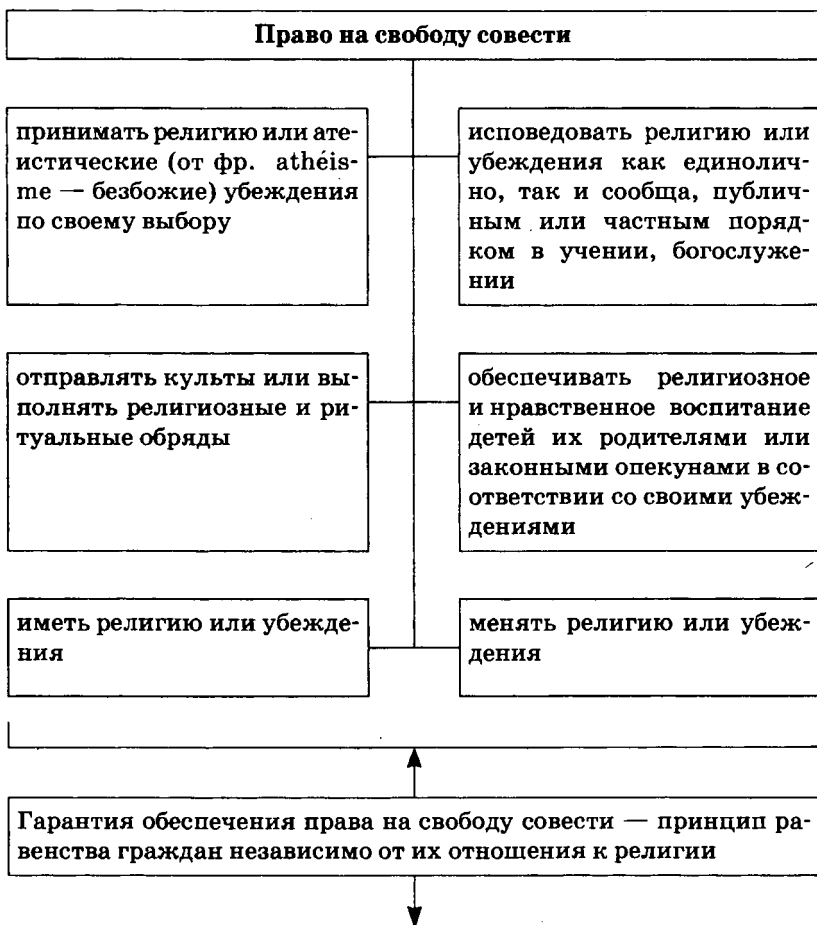 Право на свободу совести
принимать религию или ате-
истические (от фр. athéis-
me — безбожие) убеждения
по своему выбору
исповедовать религию или
убеждения как единолич-
но, так и сообща, публич-
ным или частным поряд-
ком в учении, богослуже-
нии
отправлять культы или вы-
полнять религиозные и ри-
туальные обряды
обеспечивать религиозное
и нравственное воспитание
детей их родителями или
законными опекунами в со-
ответствии со своими убеж-
дениями
иметь религию или убежде-
ния
менять религию или убеж-
дения
Гарантия обеспечения права на свободу совести — принцип ра-
венства граждан независимо от их отношения к религии